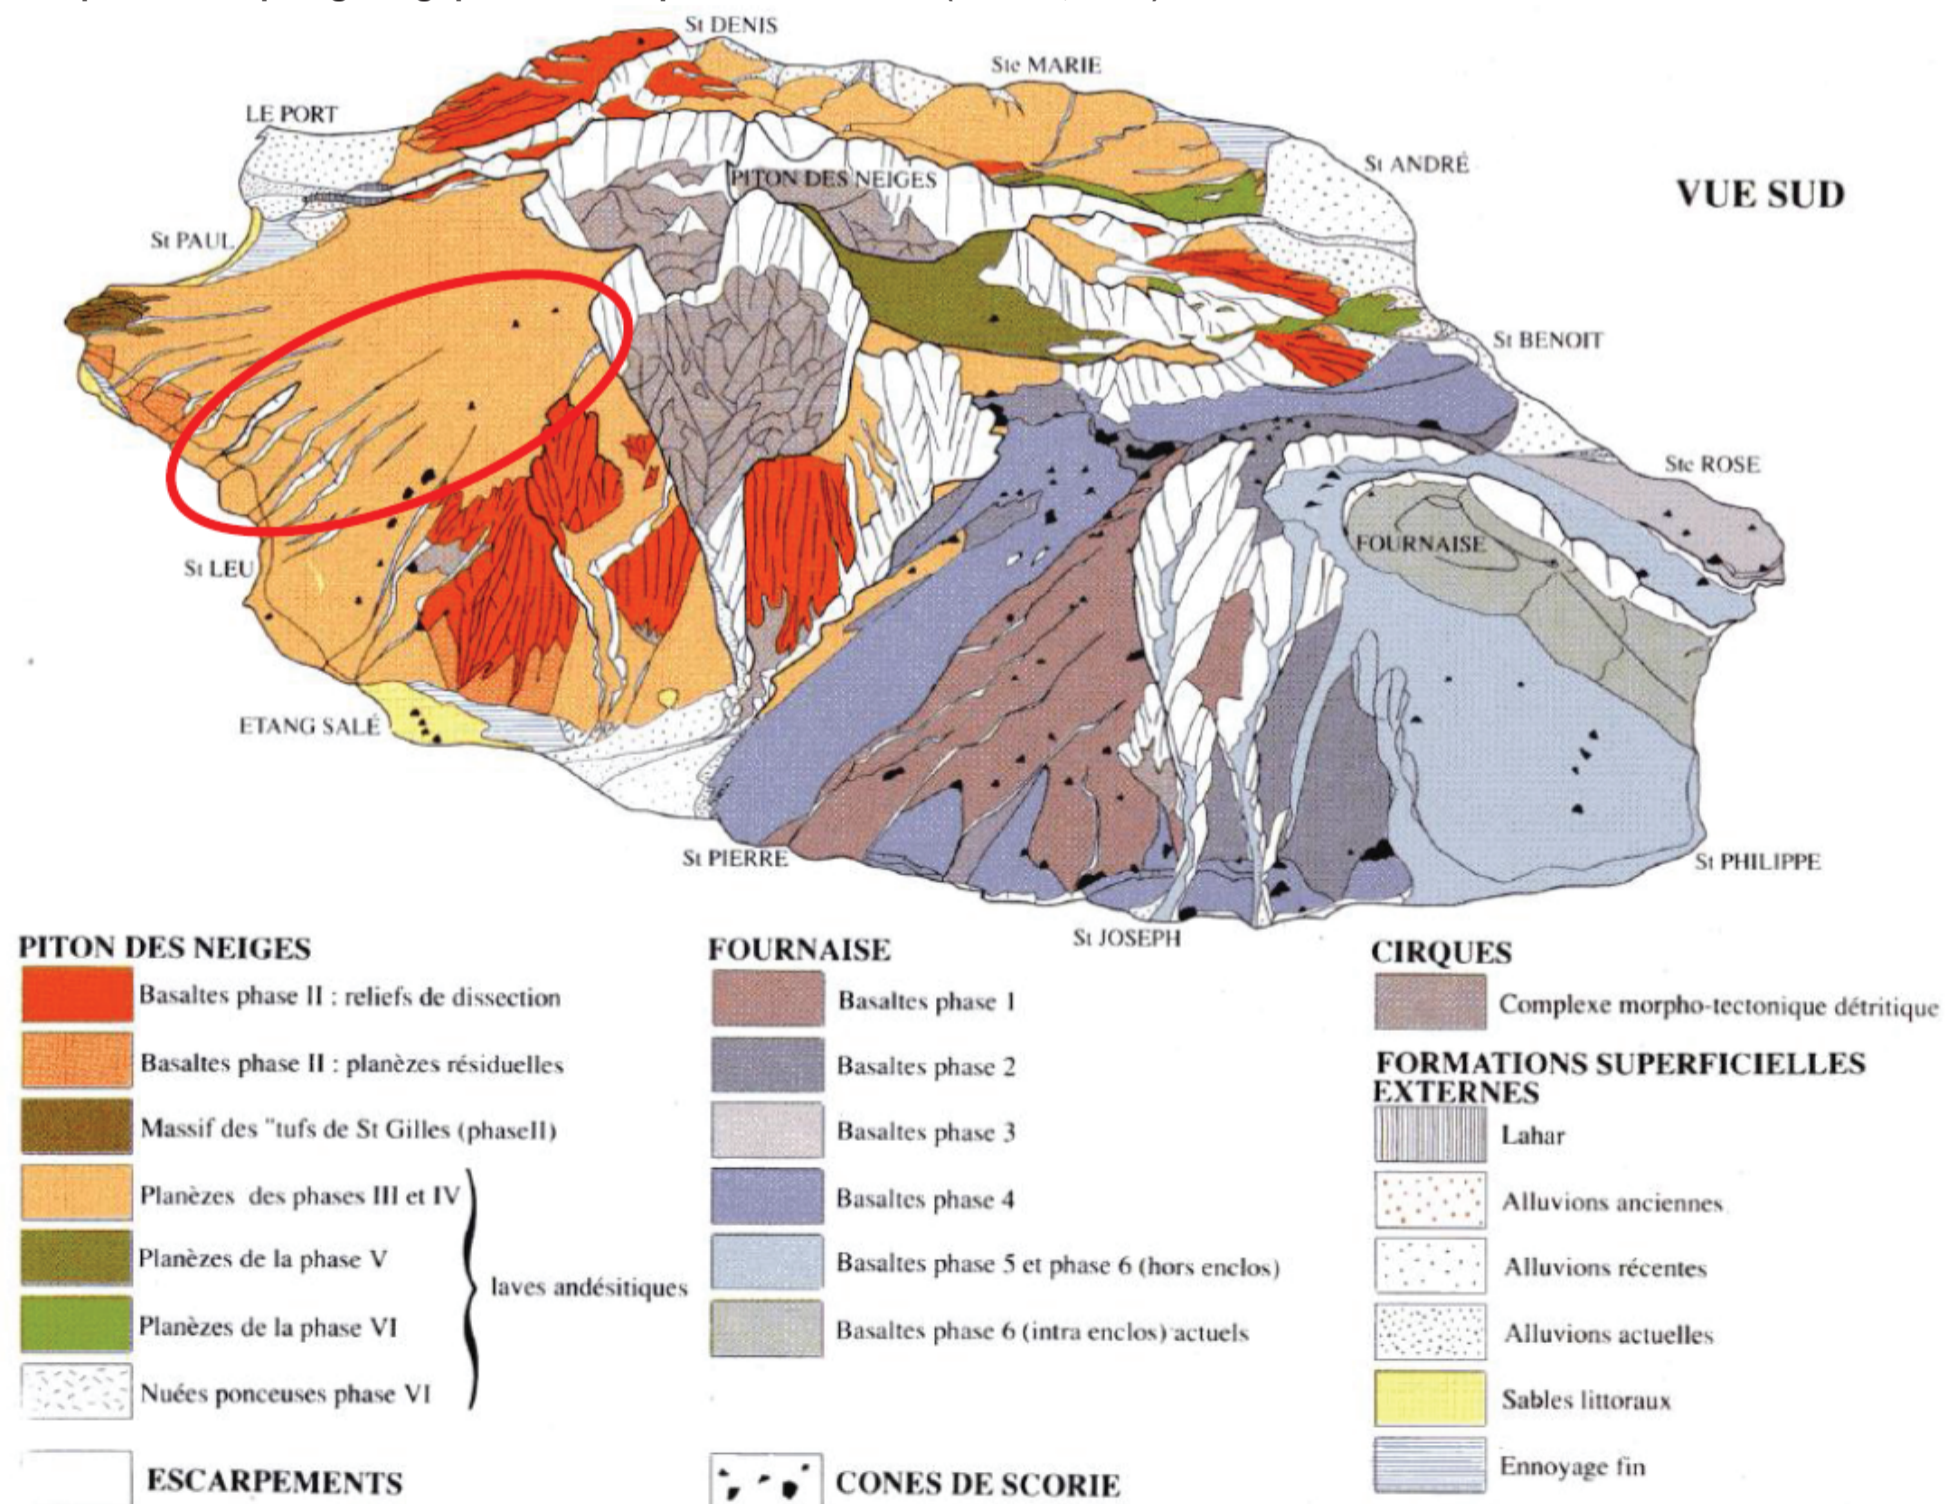 St DENIS
Ste MARIE
LE PORT
St ANDRÉ
PITON DES NEIGES
VUE SUD
St PAUL
St BENOIT
Ste ROSE
FOURNAISE
St LEU
ETANG SALÉ
St PIERRE
St PHILIPPE
St JOSEPH
PITON DES NEIGES
Basaltes phase II : reliefs de dissection
Basaltes phase II : planèzes résiduelles
Massif des "tufs de St Gilles (phaseII)
Planèzes des phases III et IV
Planèzes de la phase V
laves andésitiques
Planèzes de la phase VI
Nuées ponceuses phase VI
ESCARPEMENTS
FOURNAISE
Basaltes phase 1
Basaltes phase 2
Basaltes phase 3
Basaltes phase 4
Basaltes phase 5 et phase 6 (hors enclos)
Basaltes phase 6 (intra enclos) actuels
CONES DE SCORIE
CIRQUES
Complexe morpho-tectonique détritique
FORMATIONS SUPERFICIELLES
EXTERNES
Lahar
Alluvions anciennes
Alluvions récentes
Alluvions actuelles
Sables littoraux
Ennoyage fin